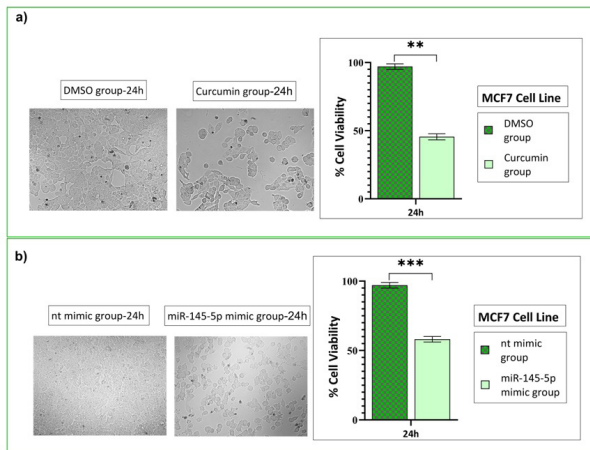 a)
DMSO group-24h
Curcumin group-24h
% Cell Viability
100
50
0
**
24h
MCF7 Cell Line
DMSO
group
Curcumin
group
b)
nt mimic group-24h
miR-145-5p mimic group-24h
% Cell Viability
100
50
0
***
24h
MCF7 Cell Line
nt mimic
group
miR-145-5p
mimic group